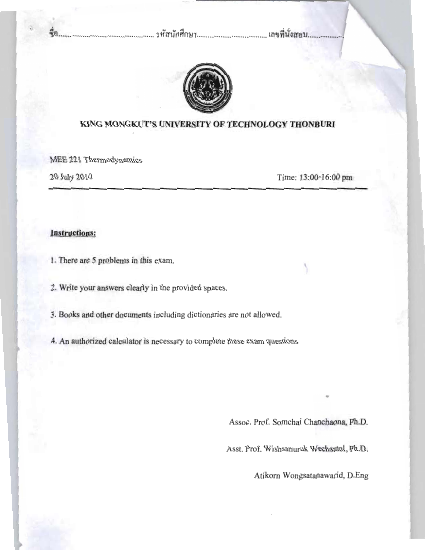 ชื่อ............................................... รหัสนักศึกษา............................. เลขที่นั่งสอบ...............
KING MONGKUT'S UNIVERSITY OF TECHNOLOGY THONBURI
MEE 221 Thermodynamics
20 July 2010 Time: 13:00-16:00 pm
Instructions:
1. There are 5 problems in this exam.
2. Write your answers clearly in the provided spaces.
3. Books and other documents including dictionaries are not allowed.
4. An authorized calculator is necessary to complete these exam questions
Assoc. Prof. Somchai Chanchaona, Ph.D.
Asst. Prof. Wishsanuruk Wechsatol, Ph.D.
Atikorn Wongsatanawarid, D.Eng